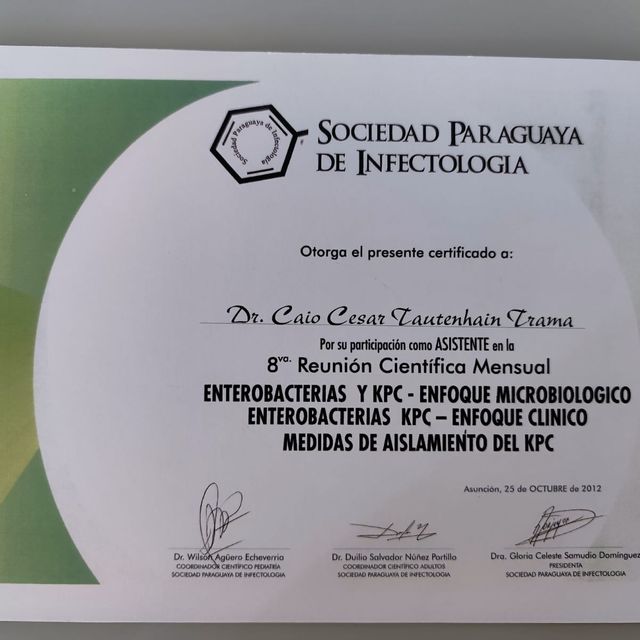 Sociedad Paraguaya de Infectología
SOCIEDAD PARAGUAYA
DE INFECTOLOGIA
Otorga el presente certificado a:
Dr. Caio Cesar Tautenhain Trama
Por su participación como ASISTENTE en la
8va. Reunión Científica Mensual
ENTEROBACTERIAS Y KPC - ENFOQUE MICROBIOLOGICO
ENTEROBACTERIAS KPC – ENFOQUE CLINICO
MEDIDAS DE AISLAMIENTO DEL KPC
Asunción, 25 de OCTUBRE de 2012
Dr. Wilson Agüero Echeverria
COORDINADOR CIENTÍFICO PEDIATRÍA
SOCIEDAD PARAGUAYA DE INFECTOLOGIA
Dr. Duilio Salvador Núñez Portillo
COORDINADOR CIENTÍFICO ADULTOS
SOCIEDAD PARAGUAYA DE INFECTOLOGIA
Dra. Gloria Celeste Samudio Domínguez
PRESIDENTA
SOCIEDAD PARAGUAYA DE INFECTOLOGIA